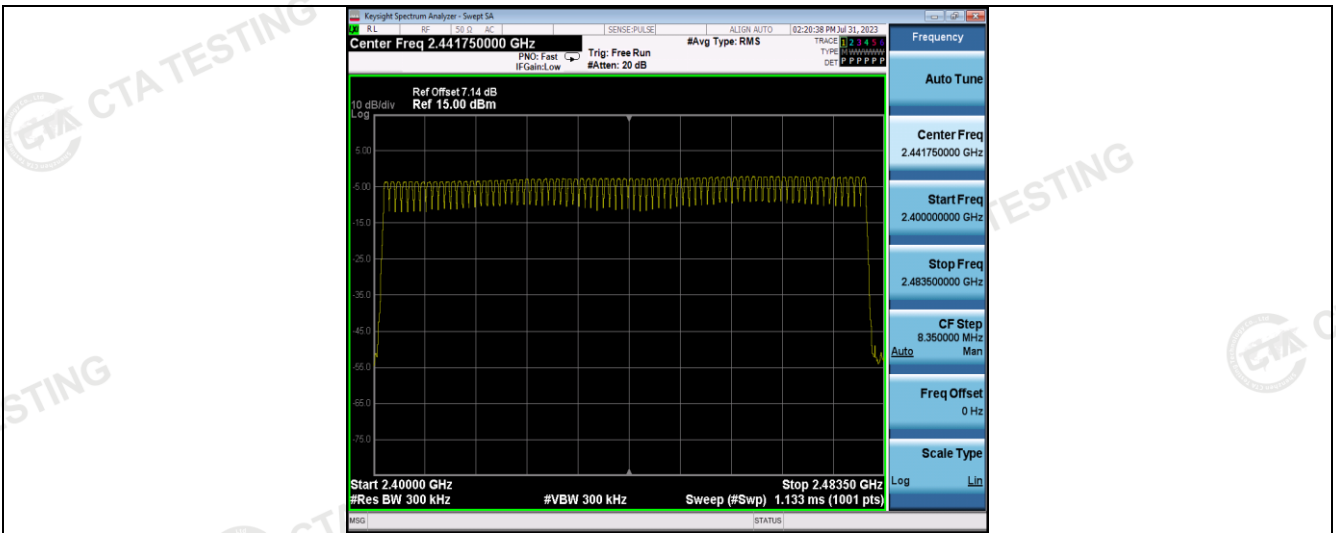 CTA TESTING
Keysight Spectrum Analyzer - Swept SA
RL RF 50 Ω AC SENSE:PULSE ALIGN AUTO 02:20:38 PM Jul 31, 2023
Center Freq 2.441750000 GHz
PNO: Fast
IFGain:Low
Trig: Free Run
#Atten: 20 dB
#Avg Type: RMS
TRACE 1 2 3 4 5 6
TYPE M WWWWW
DET P P P P P P
Ref Offset 7.14 dB
10 dB/div Ref 15.00 dBm
Log
5.00
-5.00
-15.0
-25.0
-35.0
-45.0
-55.0
-65.0
-75.0
Start 2.40000 GHz Stop 2.48350 GHz
#Res BW 300 kHz #VBW 300 kHz Sweep (#Swp) 1.133 ms (1001 pts)
MSG STATUS
Frequency
Auto Tune
Center Freq
2.441750000 GHz
Start Freq
2.400000000 GHz
Stop Freq
2.483500000 GHz
CF Step
8.350000 MHz
Auto Man
Freq Offset
0 Hz
Scale Type
Log Lin
TESTING
STING
CTA
CT
C